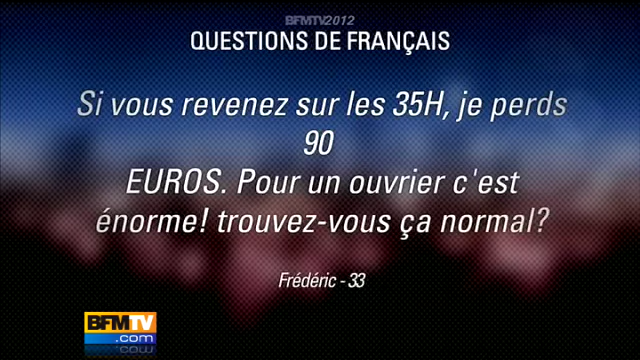 BFMTV2012
QUESTIONS DE FRANÇAIS
Si vous revenez sur les 35H, je perds
90
EUROS. Pour un ouvrier c'est
énorme! trouvez-vous ça normal?
Frédéric - 33
BFMTV
.com